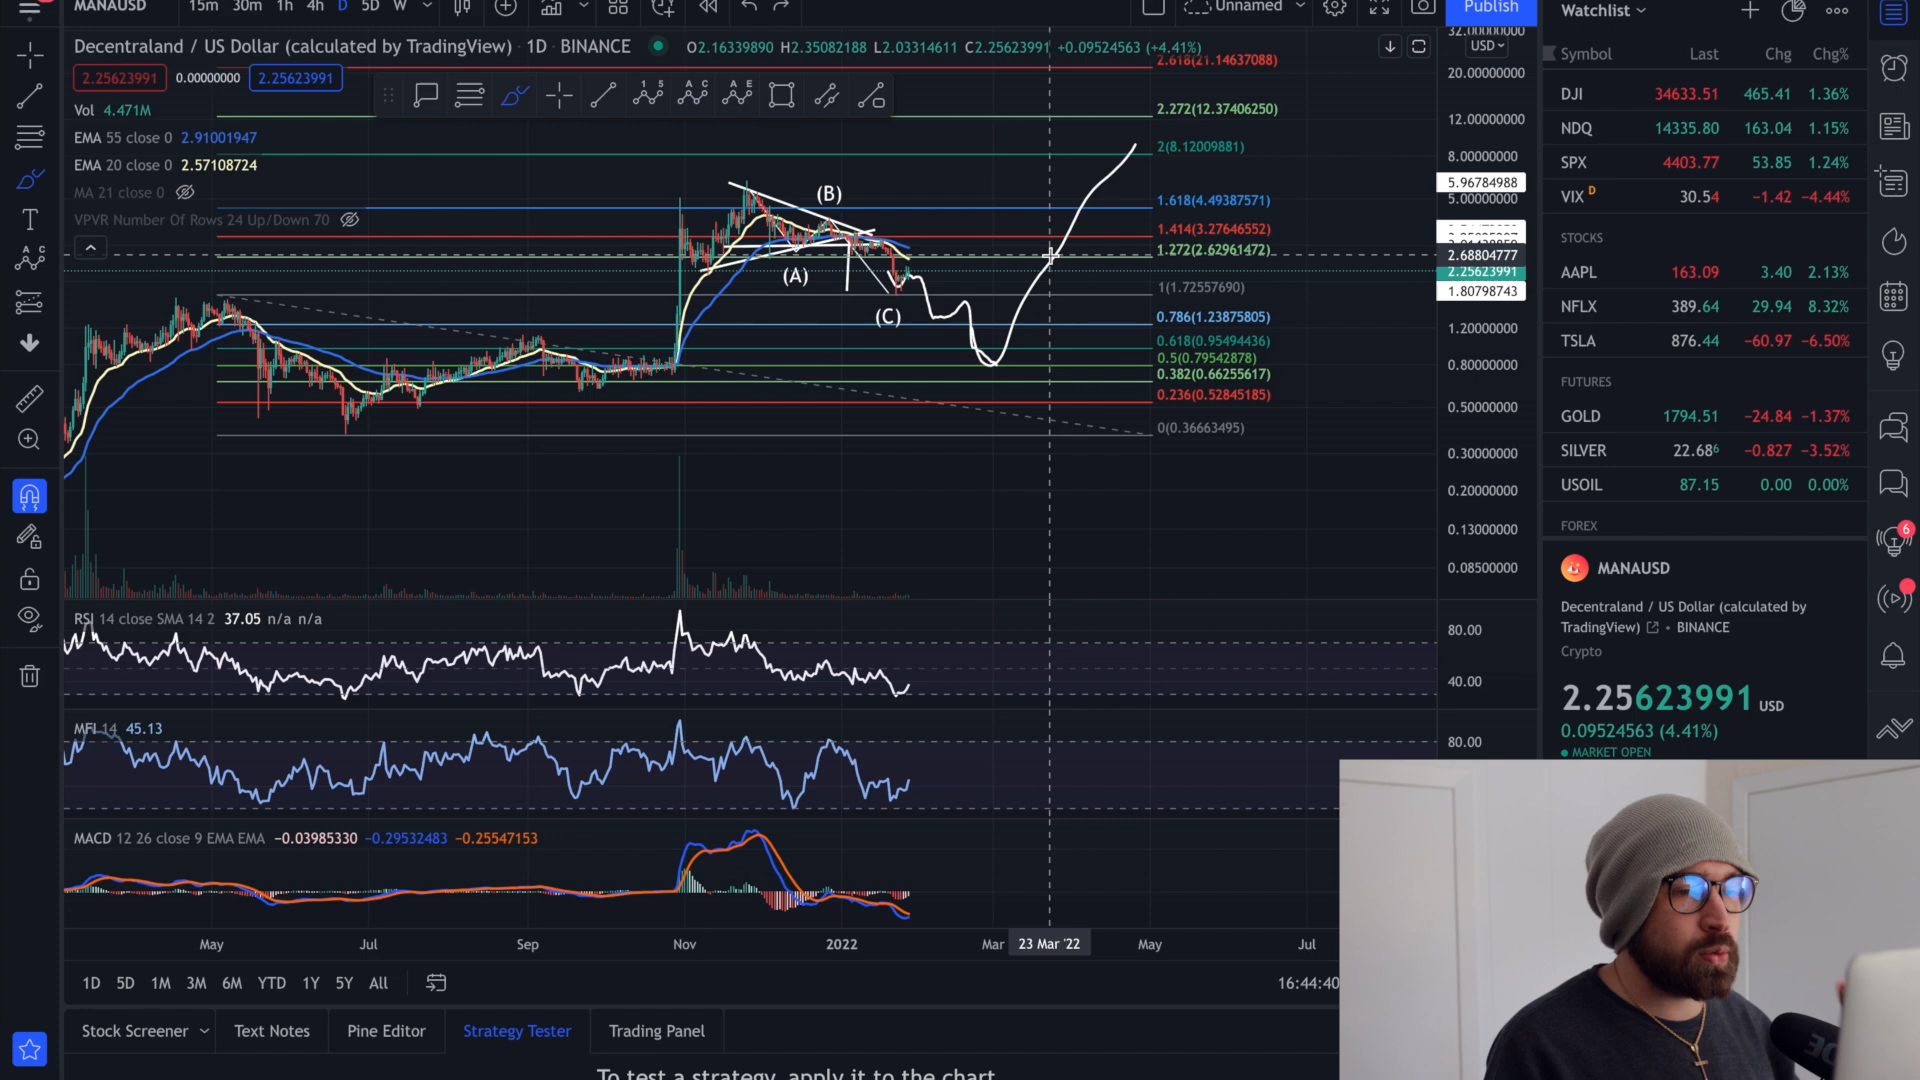 MANAUSD 15m 30m 1h 4h D 5D W Unnamed Publish
Decentraland / US Dollar (calculated by TradingView) · 1D · BINANCE O2.16339890 H2.35082188 L2.03314611 C2.25623991 +0.09524563 (+4.41%)
2.25623991 0.00000000 2.25623991
Vol 4.471M
EMA 55 close 0 2.91001947
EMA 20 close 0 2.57108724
MA 21 close 0
VPVR Number Of Rows 24 Up/Down 70
1 5
A C
A E
2.618(21.14637088)
2.272(12.37406250)
2(8.12009881)
1.618(4.49387571)
1.414(3.27646552)
1.272(2.62961472)
1(1.72557690)
0.786(1.23875805)
0.618(0.95494436)
0.5(0.79542878)
0.382(0.66255617)
0.236(0.52845185)
0(0.36663495)
(B)
(A)
(C)
32.00000000
USD
20.00000000
12.00000000
8.00000000
5.96784988
5.00000000
2.68804777
2.25623991
1.80798743
1.20000000
0.80000000
0.50000000
0.30000000
0.20000000
0.13000000
0.08500000
RSI 14 close SMA 14 2 37.05 n/a n/a
80.00
40.00
MFI 14 45.13
80.00
MACD 12 26 close 9 EMA EMA −0.03985330 −0.29532483 −0.25547153
May Jul Sep Nov 2022 Mar 23 Mar '22 May Jul
1D 5D 1M 3M 6M YTD 1Y 5Y All
16:44:40
Stock Screener Text Notes Pine Editor Strategy Tester Trading Panel
To test a strategy, apply it to the chart
Watchlist
Symbol Last Chg Chg%
DJI 34633.51 465.41 1.36%
NDQ 14335.80 163.04 1.15%
SPX 4403.77 53.85 1.24%
VIX D 30.54 −1.42 −4.44%
STOCKS
AAPL 163.09 3.40 2.13%
NFLX 389.64 29.94 8.32%
TSLA 876.44 −60.97 −6.50%
FUTURES
GOLD 1794.51 −24.84 −1.37%
SILVER 22.686 −0.827 −3.52%
USOIL 87.15 0.00 0.00%
FOREX
MANAUSD
Decentraland / US Dollar (calculated by
TradingView) • BINANCE
Crypto
2.25623991 USD
0.09524563 (4.41%)
MARKET OPEN
6